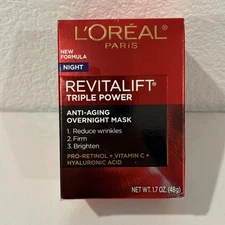 L'ORÉAL
PARIS
NEW
FORMULA
NIGHT
REVITALIFT®
TRIPLE POWER
ANTI-AGING
OVERNIGHT MASK
1. Reduce wrinkles
2. Firm
3. Brighten
PRO-RETINOL + VITAMIN C +
HYALURONIC ACID
NET WT. 1.7 OZ. (48g)